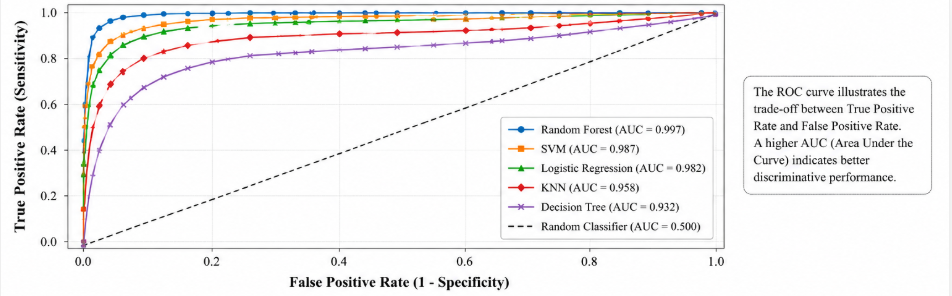 True Positive Rate (Sensitivity)
1.0
0.8
0.6
0.4
0.2
0.0
0.0
0.2
0.4
0.6
0.8
1.0
False Positive Rate (1 - Specificity)
Random Forest (AUC = 0.997)
SVM (AUC = 0.987)
Logistic Regression (AUC = 0.982)
KNN (AUC = 0.958)
Decision Tree (AUC = 0.932)
Random Classifier (AUC = 0.500)
The ROC curve illustrates the
trade-off between True Positive
Rate and False Positive Rate.
A higher AUC (Area Under the
Curve) indicates better
discriminative performance.